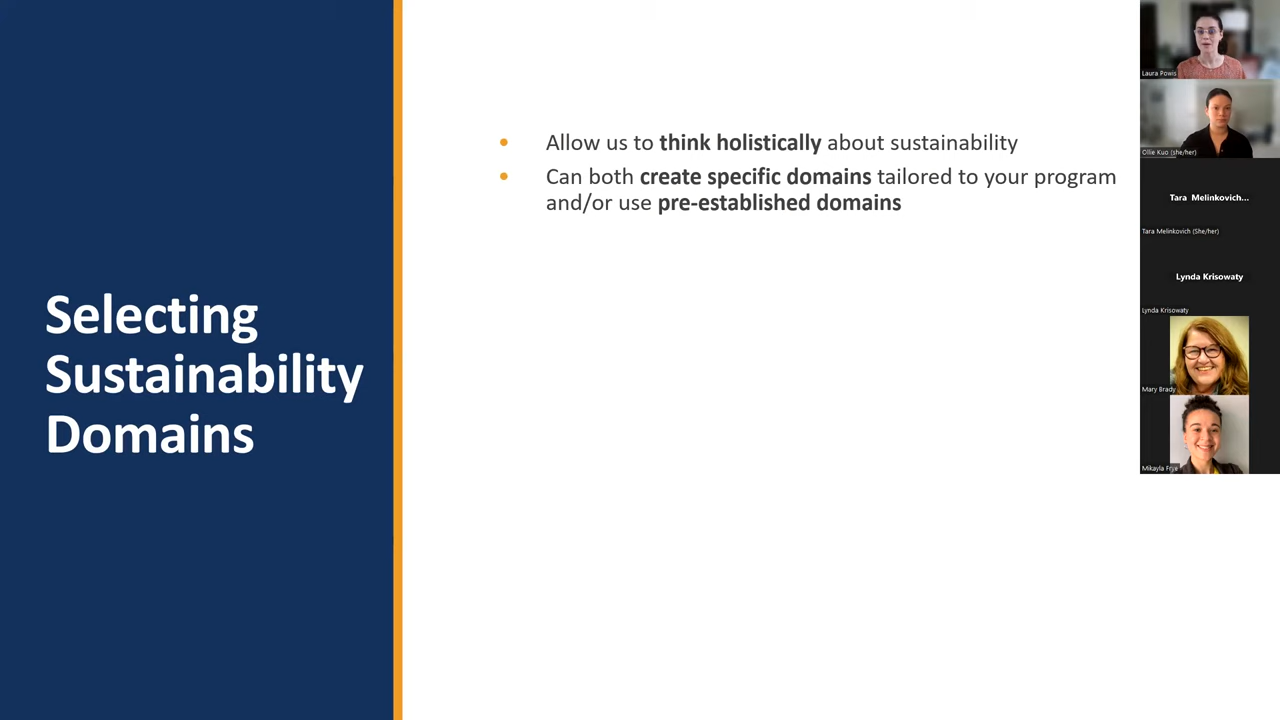 Selecting
Sustainability
Domains
• Allow us to think holistically about sustainability
• Can both create specific domains tailored to your program
and/or use pre-established domains
Laura Powis
Ollie Kuo (she/her)
Tara Melinkovich...
Tara Melinkovich (She/her)
Lynda Krisowaty
Lynda Krisowaty
Mary Brady
Mikayla Frye